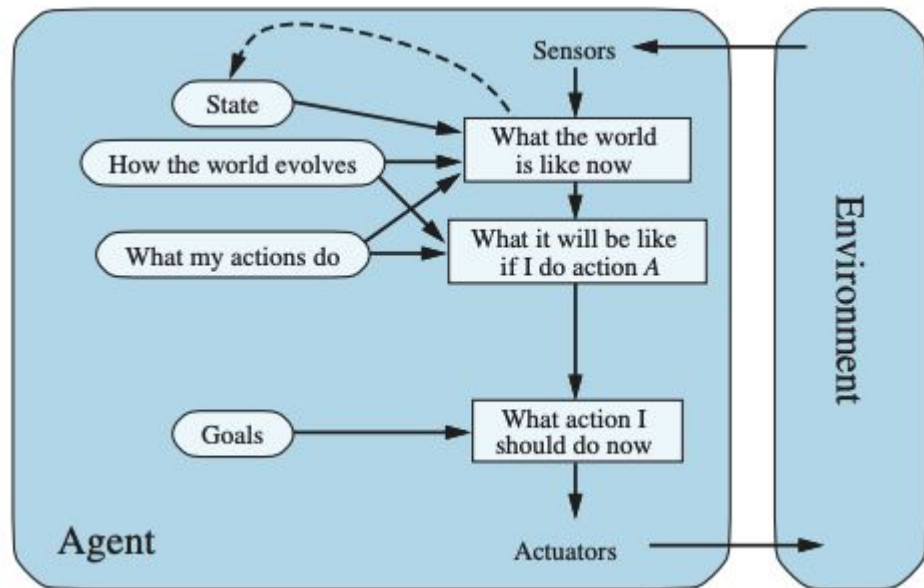 Sensors
State
What the world
is like now
How the world evolves
What my actions do
What it will be like
if I do action A
Goals
What action I
should do now
Agent
Actuators
Environment